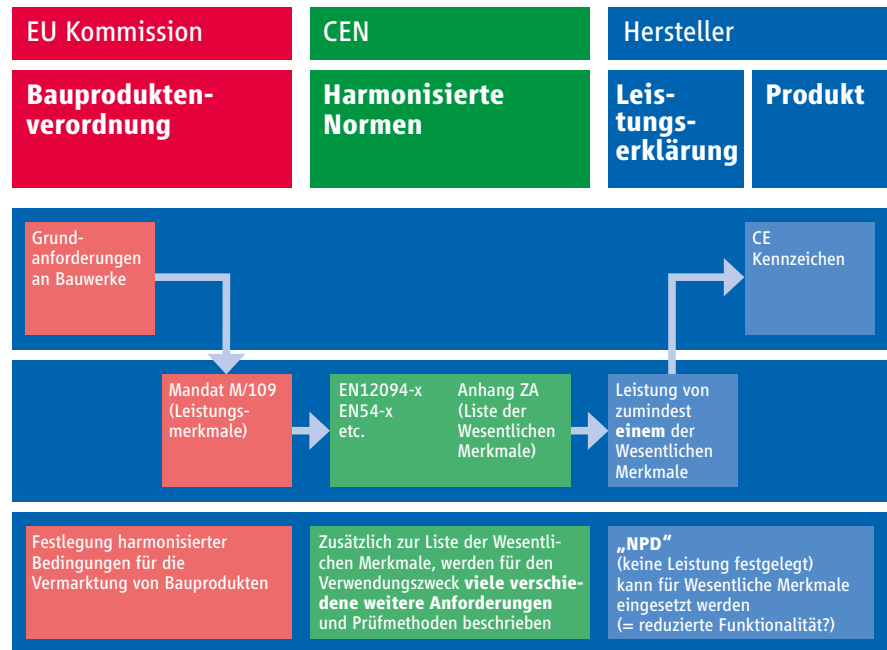 EU Kommission
CEN
Hersteller
Bauprodukten-
verordnung
Harmonisierte
Normen
Leis-
tungs-
erklärung
Produkt
Grund-
anforderungen
an Bauwerke
CE
Kennzeichen
Mandat M/109
(Leistungs-
merkmale)
EN12094-x
EN54-x
etc.
Anhang ZA
(Liste der
Wesentlichen
Merkmale)
Leistung von
zumindest
einem der
Wesentlichen
Merkmale
Festlegung harmonisierter
Bedingungen für die
Vermarktung von Bauprodukten
Zusätzlich zur Liste der Wesentli-
chen Merkmale, werden für den
Verwendungszweck viele verschie-
dene weitere Anforderungen
und Prüfmethoden beschrieben
„NPD“
(keine Leistung festgelegt)
kann für Wesentliche Merkmale
eingesetzt werden
(= reduzierte Funktionalität?)